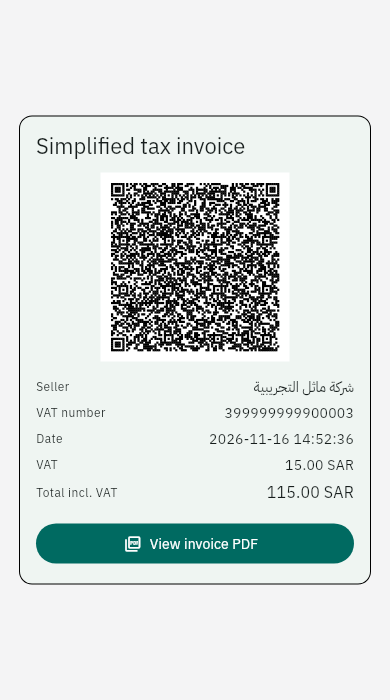 Simplified tax invoice
Seller شركة ماثل التجريبية
VAT number 399999999900003
Date 2026-11-16 14:52:36
VAT 15.00 SAR
Total incl. VAT 115.00 SAR
View invoice PDF